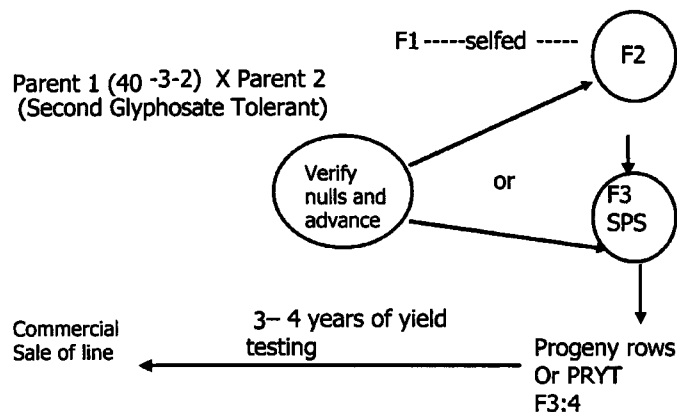 F1 -----selfed -----
F2
Parent 1 (40 -3-2) X Parent 2
(Second Glyphosate Tolerant)
Verify
nulls and
advance
or
F3
SPS
3– 4 years of yield
testing
Commercial
Sale of line
Progeny rows
Or PRYT
F3:4